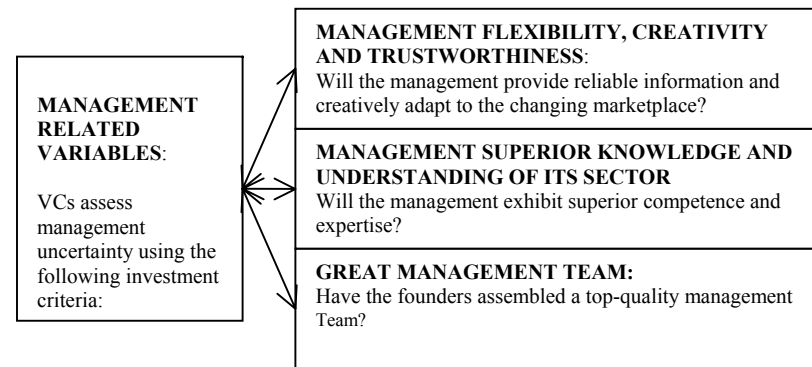 MANAGEMENT
RELATED
VARIABLES:
VCs assess
management
uncertainty using the
following investment
criteria:
MANAGEMENT FLEXIBILITY, CREATIVITY
AND TRUSTWORTHINESS:
Will the management provide reliable information and
creatively adapt to the changing marketplace?
MANAGEMENT SUPERIOR KNOWLEDGE AND
UNDERSTANDING OF ITS SECTOR
Will the management exhibit superior competence and
expertise?
GREAT MANAGEMENT TEAM:
Have the founders assembled a top-quality management
Team?